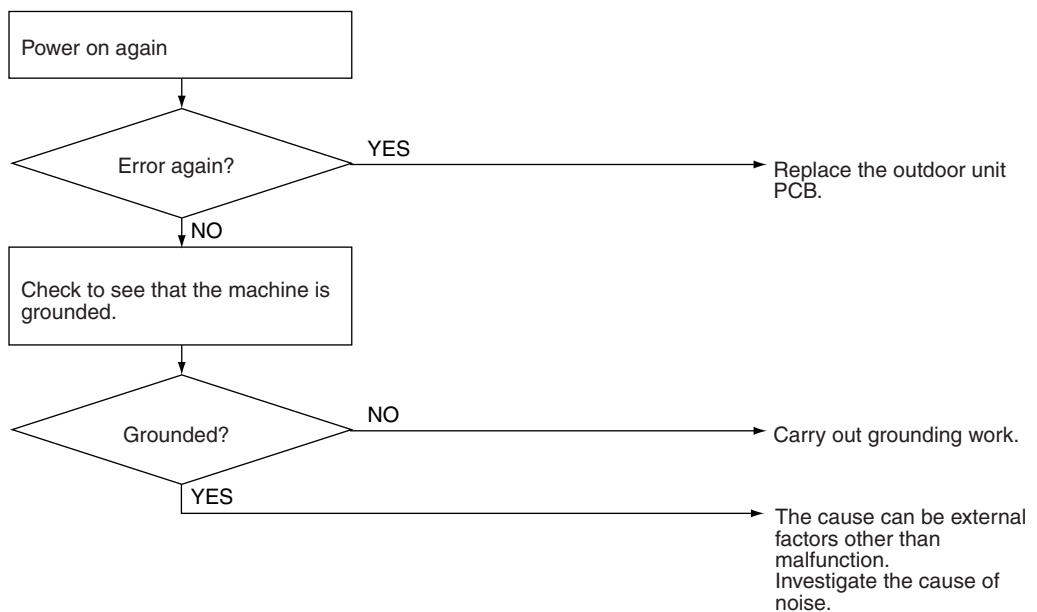 Power on again
Error again?
YES
Replace the outdoor unit
PCB.
NO
Check to see that the machine is
grounded.
Grounded?
NO
Carry out grounding work.
YES
The cause can be external
factors other than
malfunction.
Investigate the cause of
noise.